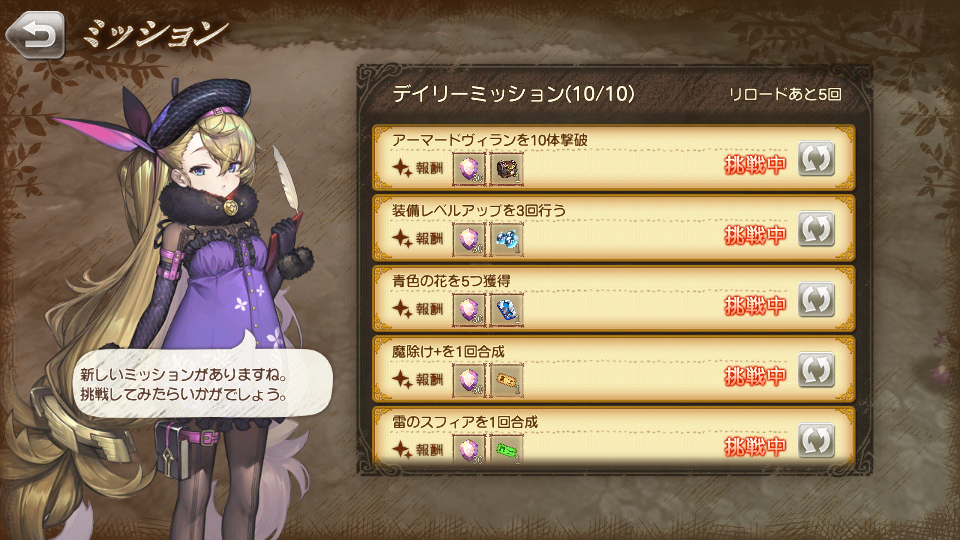 ミッション
デイリーミッション(10/10)
リロードあと5回
アーマードヴィランを10体撃破
報酬
挑戦中
装備レベルアップを3回行う
報酬
挑戦中
青色の花を5つ獲得
報酬
挑戦中
魔除け+を1回合成
報酬
挑戦中
雷のスフィアを1回合成
報酬
挑戦中
新しいミッションがありますね。
挑戦してみたらいかがでしょう。